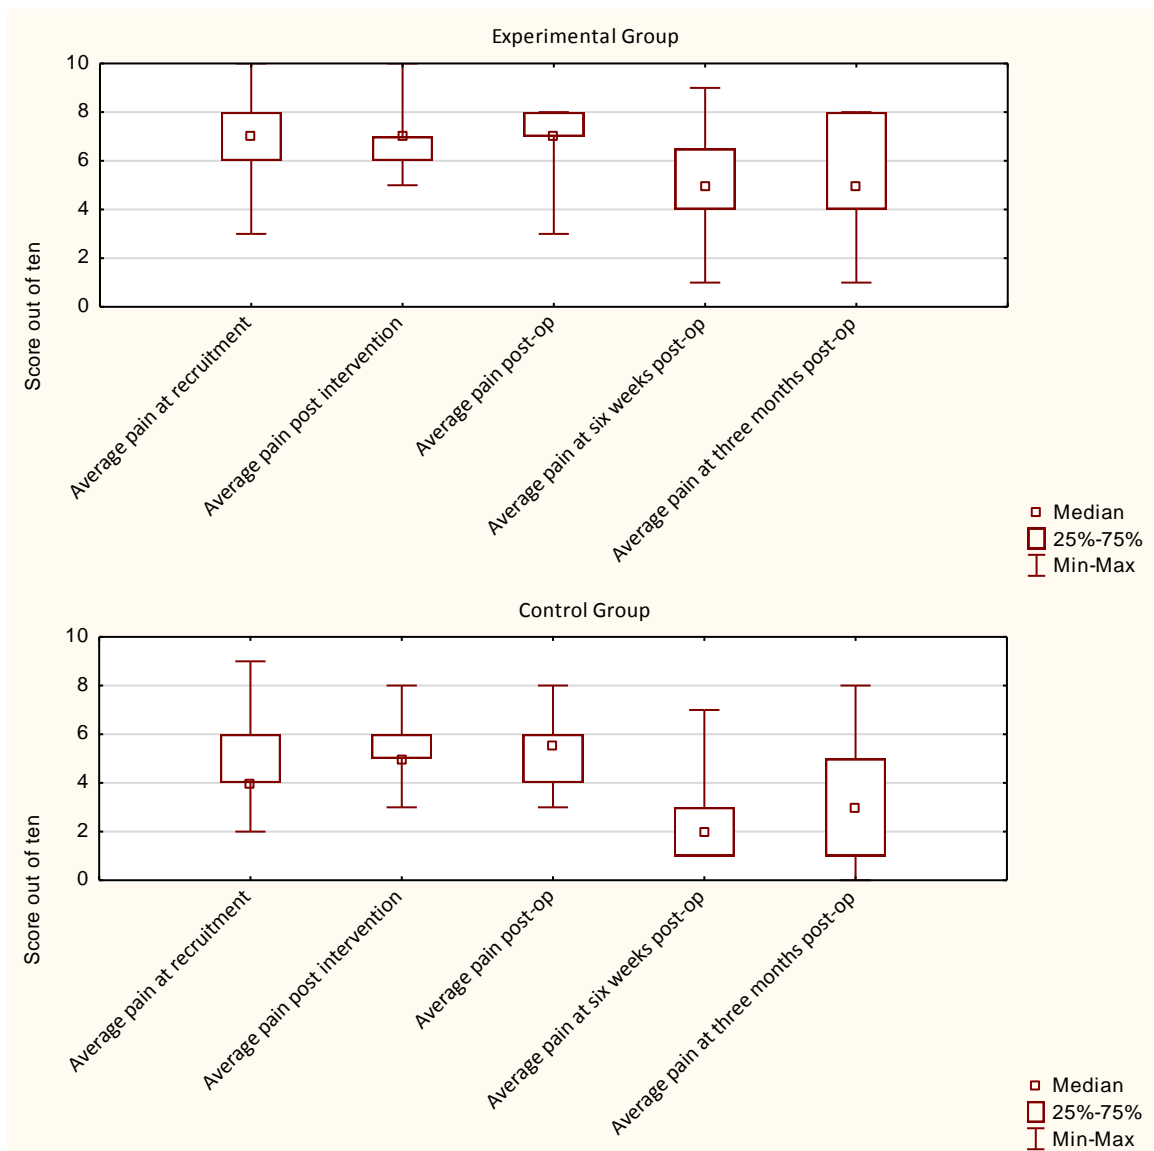 Experimental Group
10
8
6
4
2
0
Score out of ten
Average pain at recruitment
Average pain post intervention
Average pain post-op
Average pain at six weeks post-op
Average pain at three months post-op
Median
25%-75%
Min-Max
Control Group
10
8
6
4
2
0
Score out of ten
Average pain at recruitment
Average pain post intervention
Average pain post-op
Average pain at six weeks post-op
Average pain at three months post-op
Median
25%-75%
Min-Max